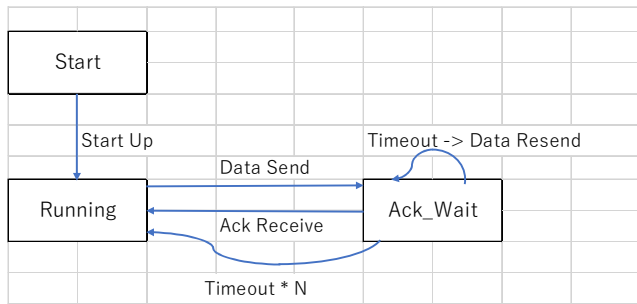 Start
Start Up
Timeout -> Data Resend
Data Send
Running
Ack_Wait
Ack Receive
Timeout * N